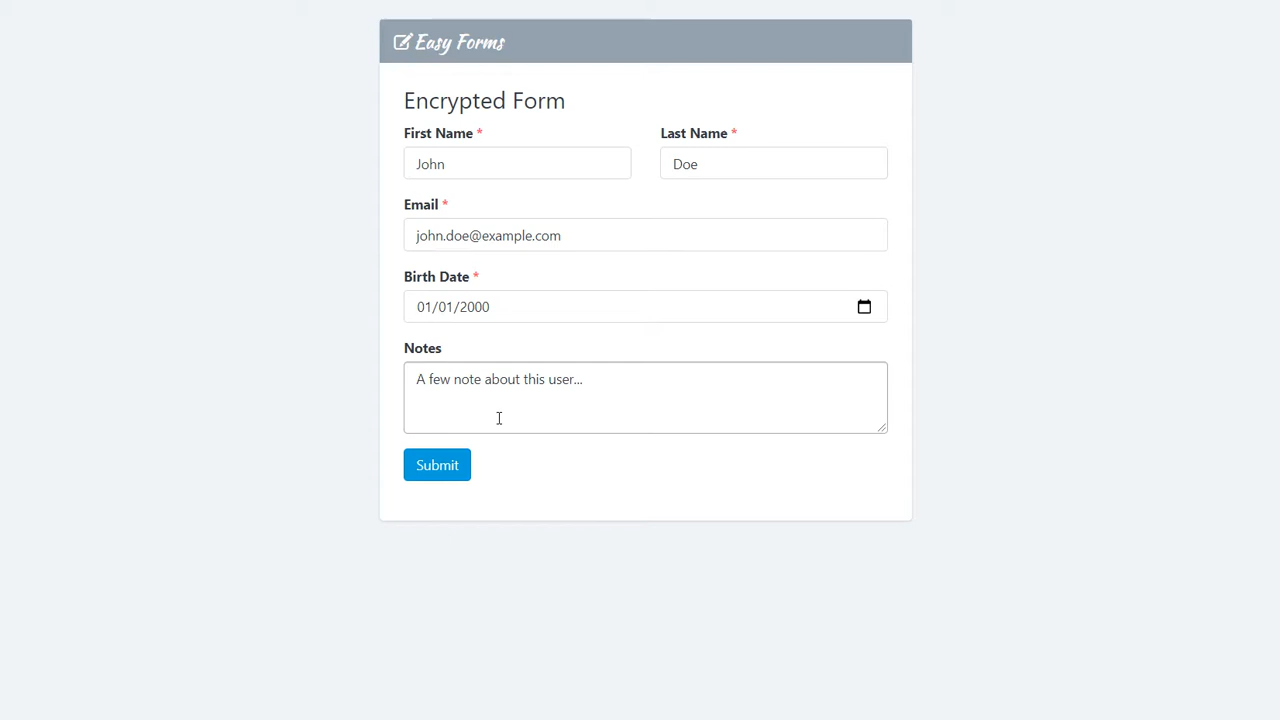 Easy Forms
Encrypted Form
First Name *
Last Name *
John
Doe
Email *
john.doe@example.com
Birth Date *
01/01/2000
Notes
A few note about this user...
Submit